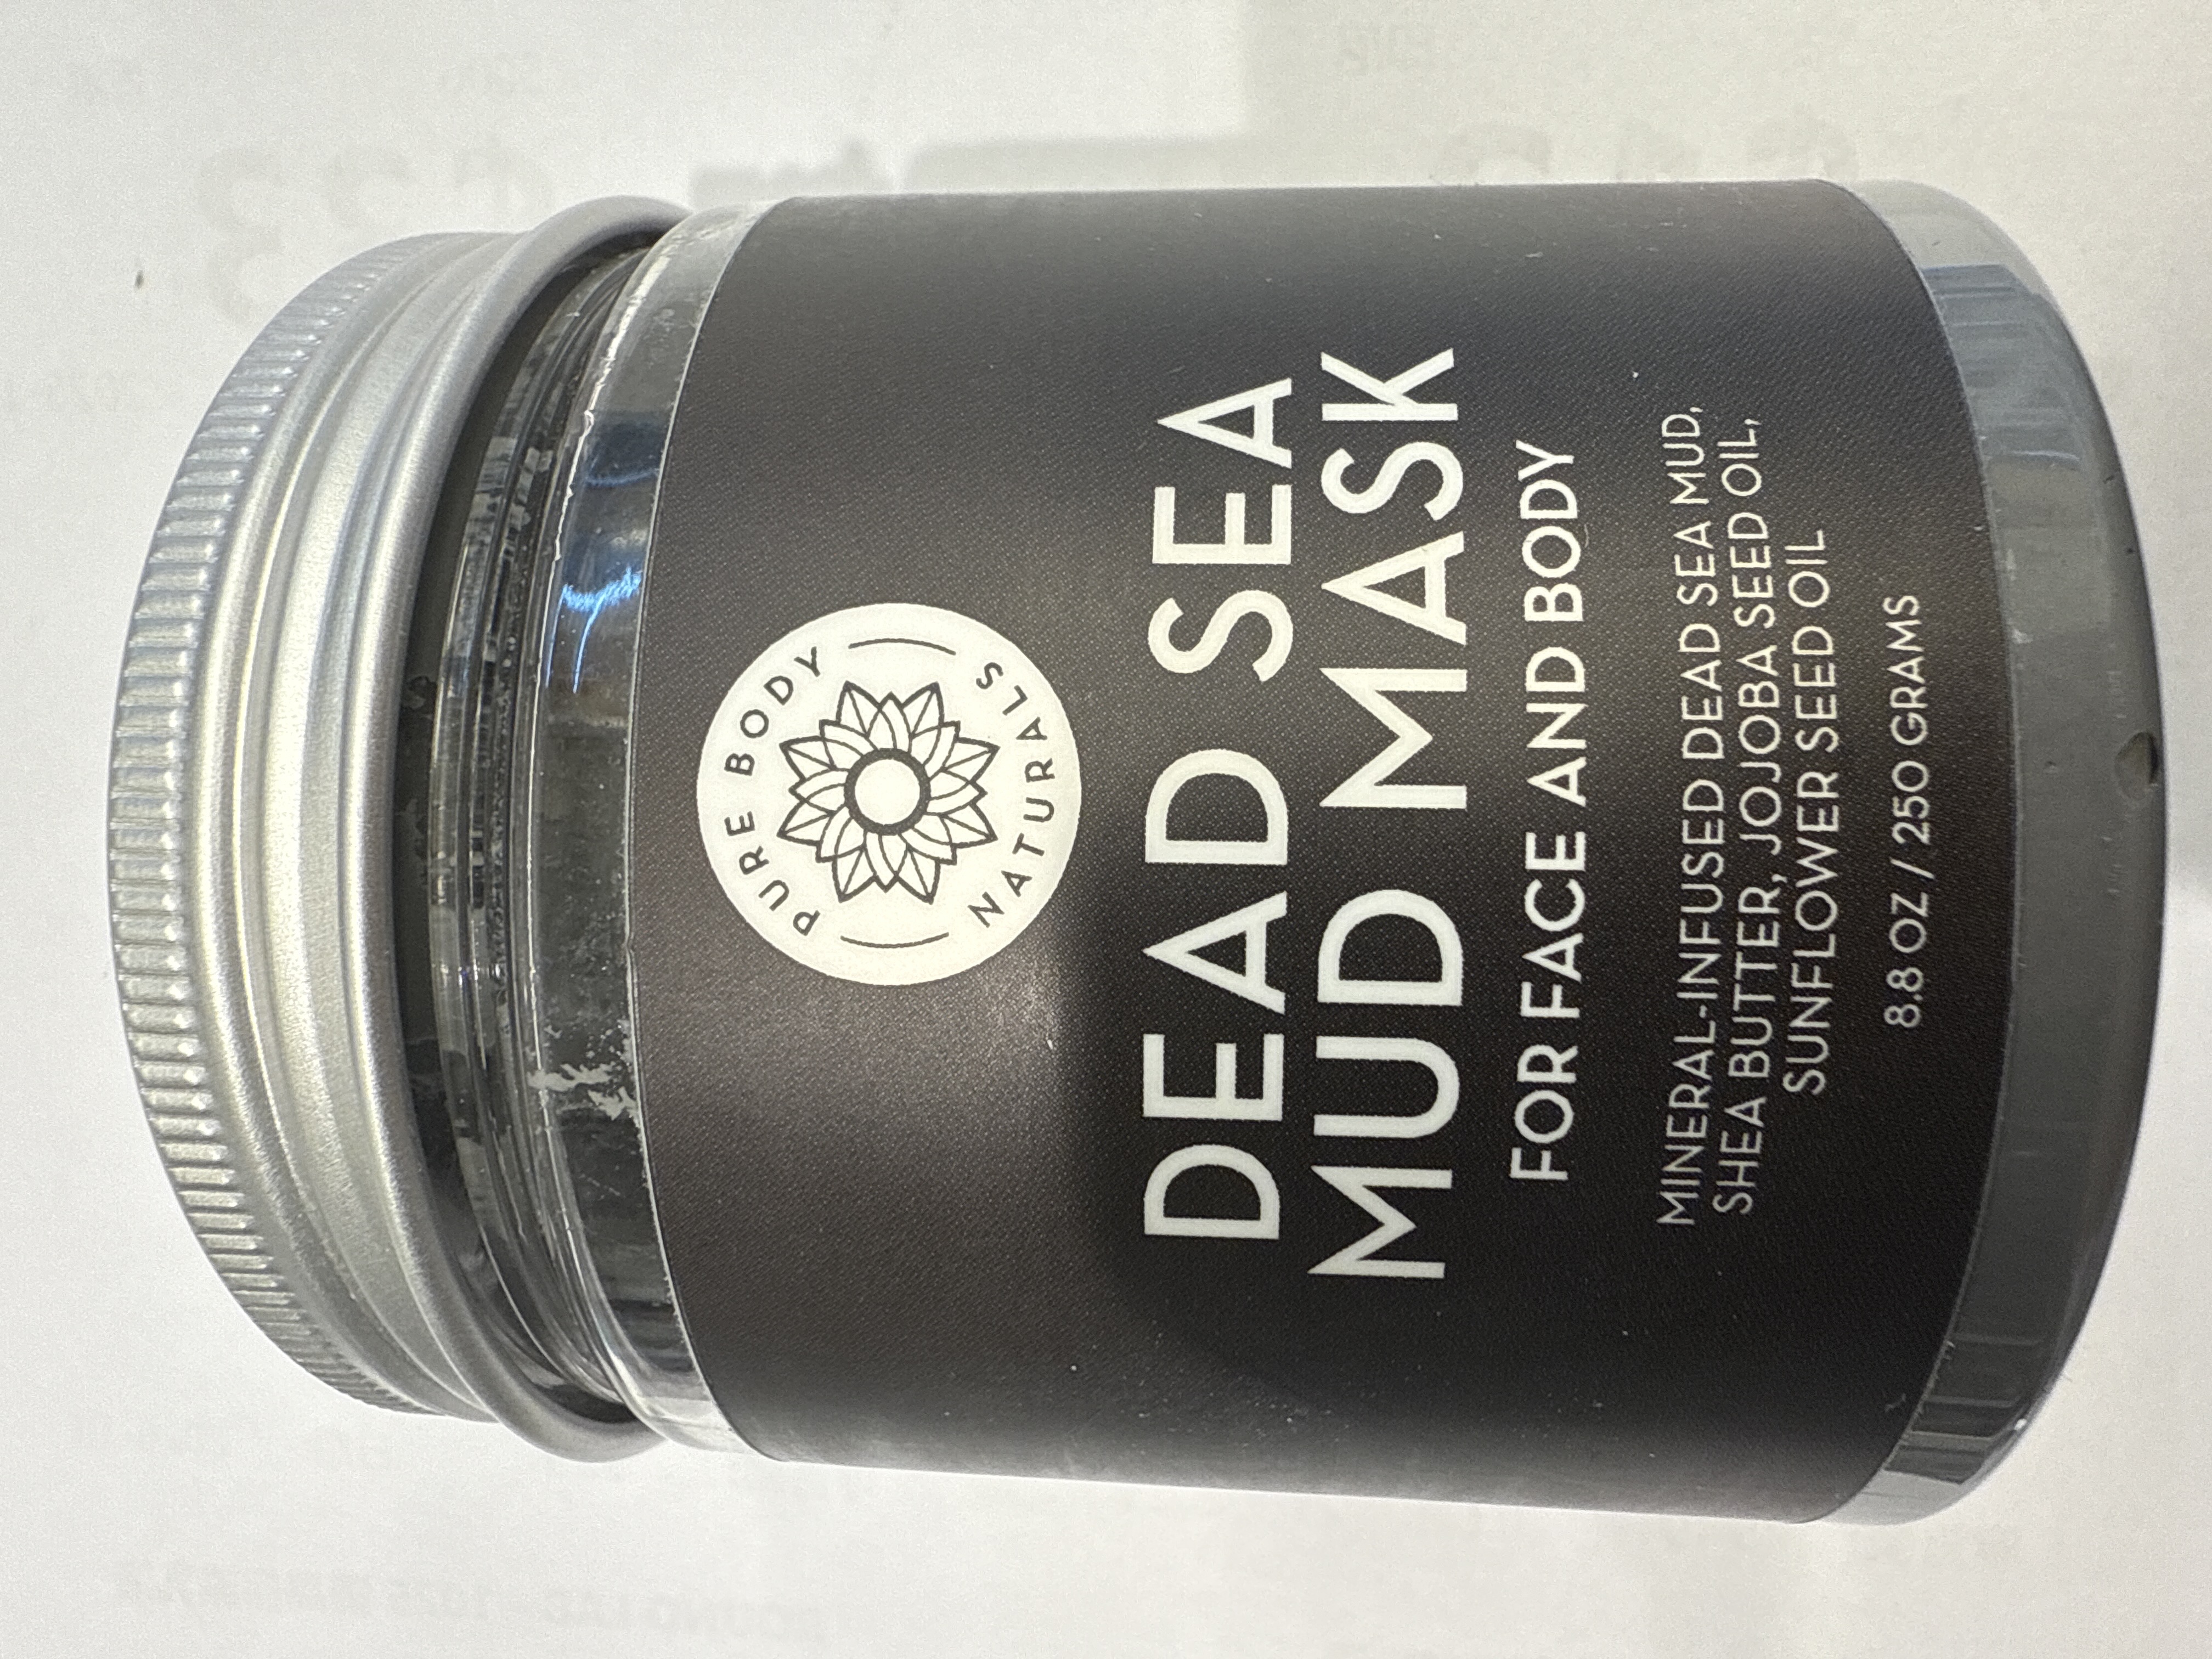 PURE BODY
NATURALS
DEAD SEA
MUD MASK
FOR FACE AND BODY
MINERAL-INFUSED DEAD SEA MUD,
SHEA BUTTER, JOJOBA SEED OIL,
SUNFLOWER SEED OIL
8.8 OZ / 250 GRAMS